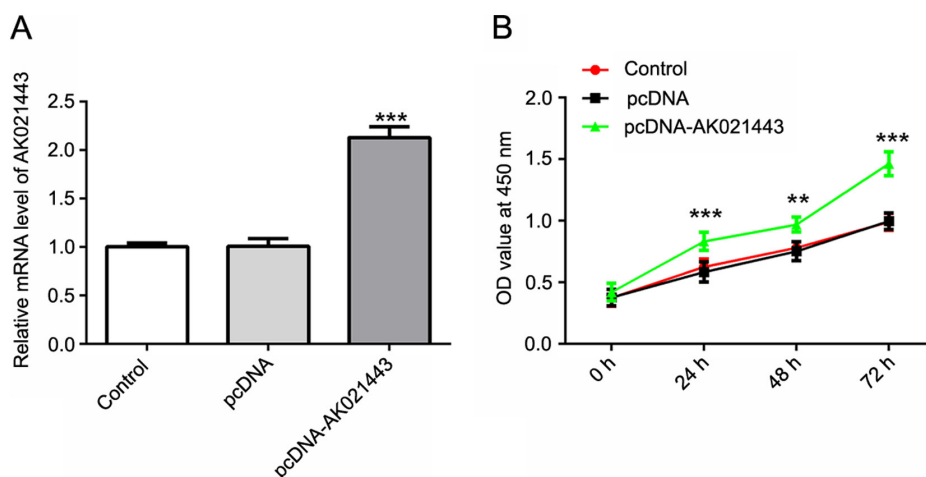 A
Relative mRNA level of AK021443
2.5
2.0
1.5
1.0
0.5
0.0
***
Control
pcDNA
pcDNA-AK021443
B
Control
pcDNA
pcDNA-AK021443
OD value at 450 nm
2.0
1.5
1.0
0.5
0.0
***
**
***
0 h
24 h
48 h
72 h